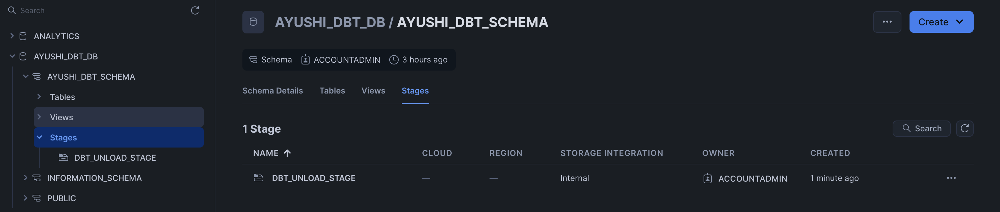 Search
ANALYTICS
AYUSHI_DBT_DB
AYUSHI_DBT_SCHEMA
Tables
Views
Stages
DBT_UNLOAD_STAGE
INFORMATION_SCHEMA
PUBLIC
AYUSHI_DBT_DB / AYUSHI_DBT_SCHEMA
Create
Schema ACCOUNTADMIN 3 hours ago
Schema Details Tables Views Stages
1 Stage
Search
NAME CLOUD REGION STORAGE INTEGRATION OWNER CREATED
DBT_UNLOAD_STAGE — — Internal ACCOUNTADMIN 1 minute ago